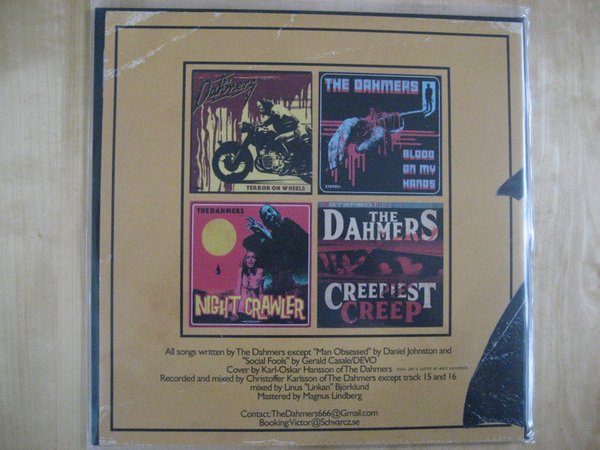 The Dahmers
TERROR ON WHEELS
THE DAHMERS
BLOOD
ON MY
HANDS
STEREO
THE DAHMERS
NIGHT CRAWLER
STEREO
THE
DAHMERS
CREEPIEST
CREEP
All songs written by The Dahmers except "Man Obsessed" by Daniel Johnston and
"Social Fools" by Gerald Casale/DEVO
Cover by Karl-Oskar Hansson of The Dahmers
Recorded and mixed by Christoffer Karlsson of The Dahmers except track 15 and 16
mixed by Linus "Linkan" Björklund
Mastered by Magnus Lindberg
Contact:TheDahmers666@Gmail.com
Booking:Victor@Schvarcz.se